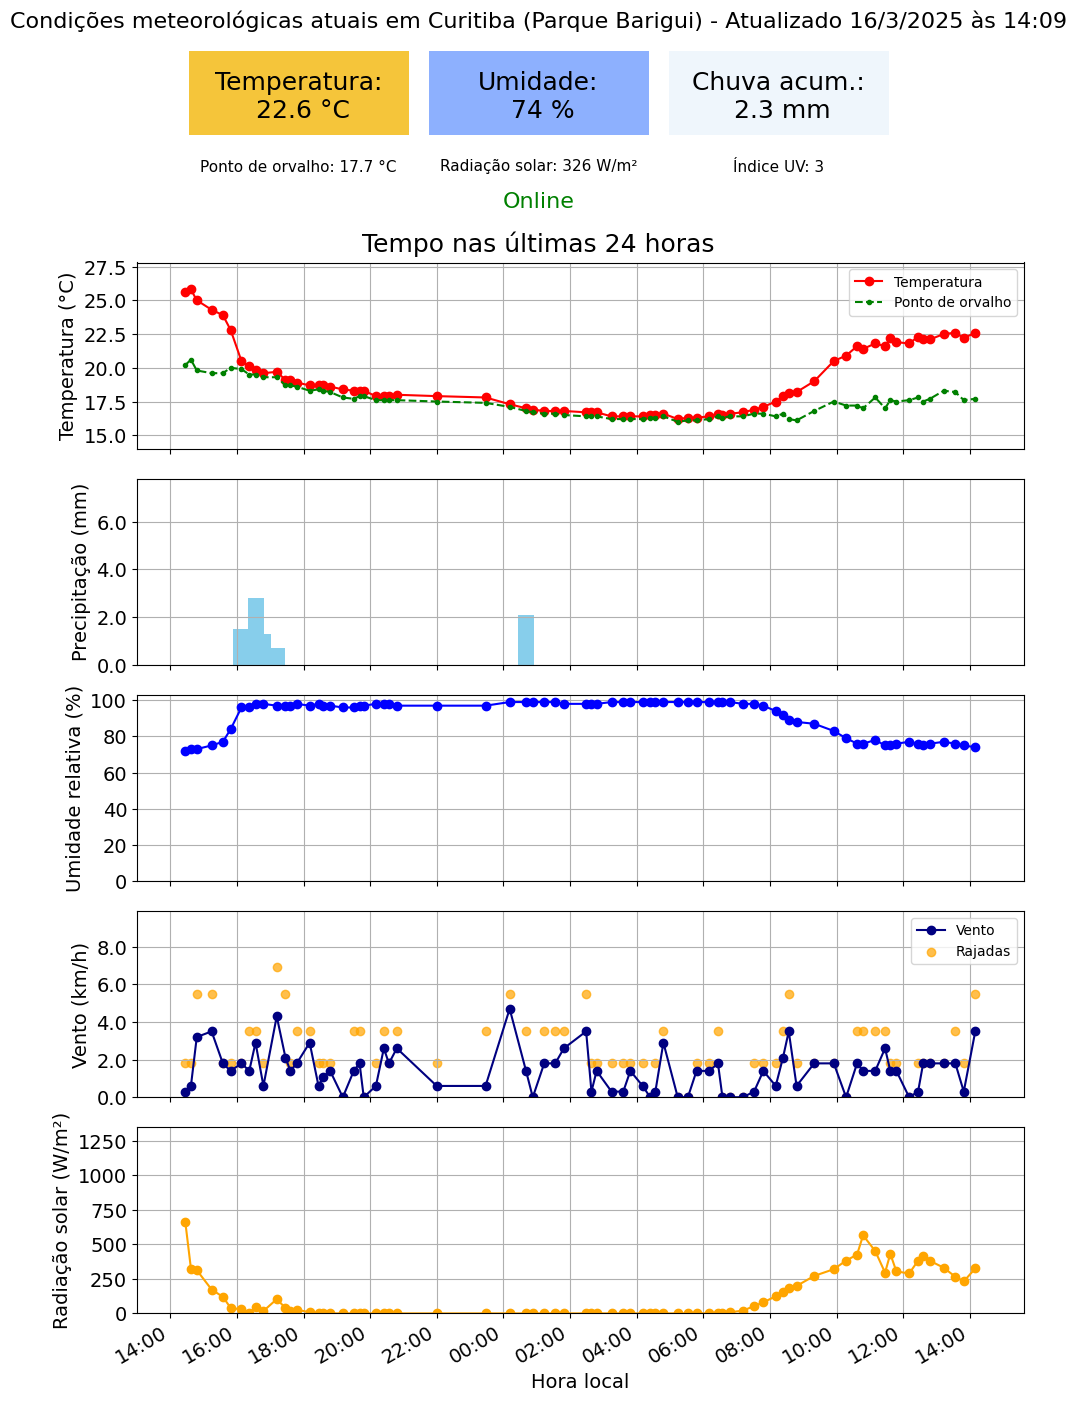 Condições meteorológicas atuais em Curitiba (Parque Barigui) - Atualizado 16/3/2025 às 14:09
Temperatura:
22.6 °C
Umidade:
74 %
Chuva acum.:
2.3 mm
Ponto de orvalho: 17.7 °C
Radiação solar: 326 W/m²
Índice UV: 3
Online
Tempo nas últimas 24 horas
Temperatura (°C)
27.5
25.0
22.5
20.0
17.5
15.0
Temperatura
Ponto de orvalho
Precipitação (mm)
6.0
4.0
2.0
0.0
Umidade relativa (%)
100
80
60
40
20
0
Vento (km/h)
8.0
6.0
4.0
2.0
0.0
Vento
Rajadas
Radiação solar (W/m²)
1250
1000
750
500
250
0
14:00 16:00 18:00 20:00 22:00 00:00 02:00 04:00 06:00 08:00 10:00 12:00 14:00
Hora local